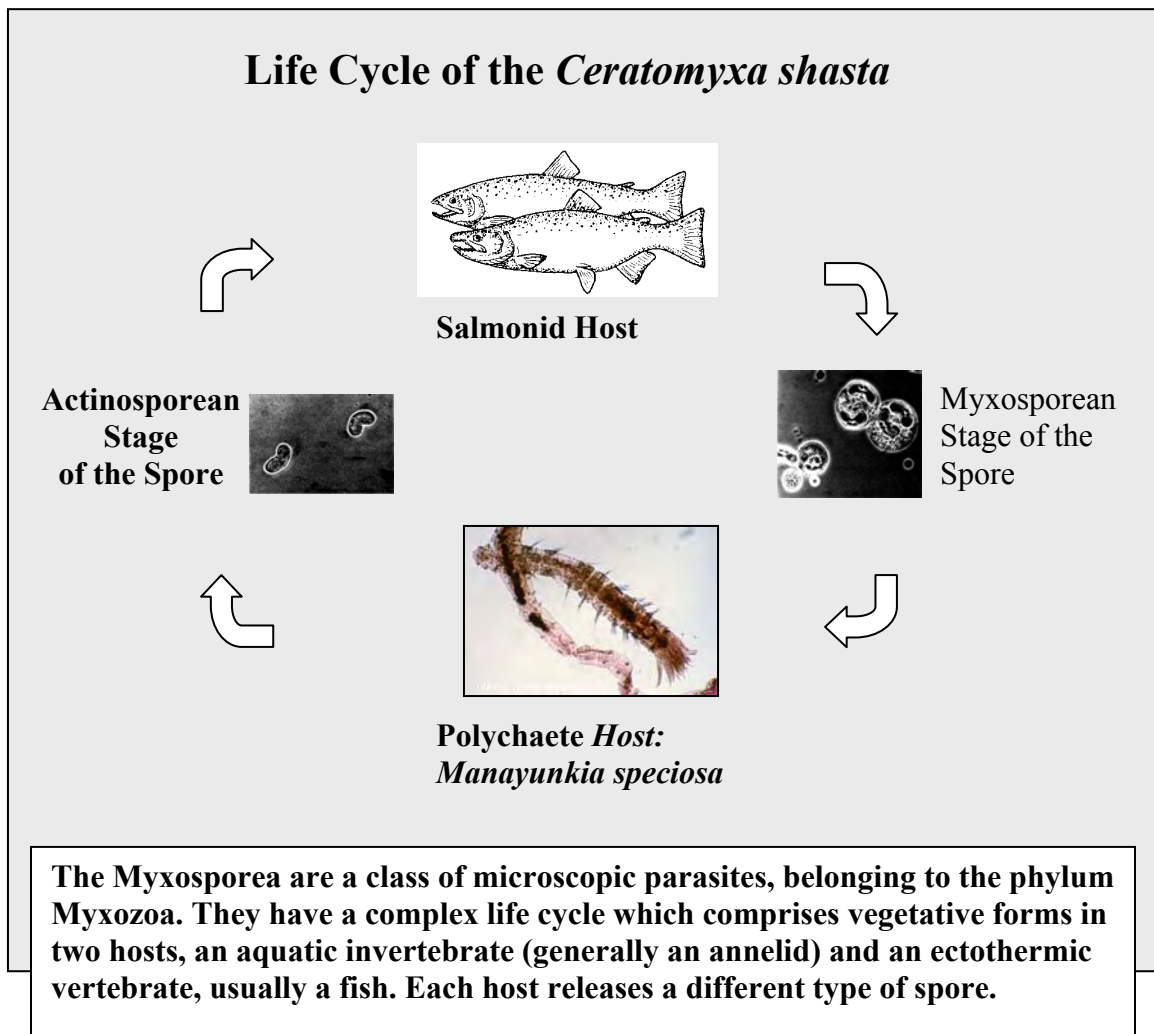 Life Cycle of the Ceratomyxa shasta
Salmonid Host
Actinosporean
Stage
of the Spore
Myxosporean
Stage of the
Spore
Polychaete Host:
Manayunkia speciosa
The Myxosporea are a class of microscopic parasites, belonging to the phylum
Myxozoa. They have a complex life cycle which comprises vegetative forms in
two hosts, an aquatic invertebrate (generally an annelid) and an ectothermic
vertebrate, usually a fish. Each host releases a different type of spore.